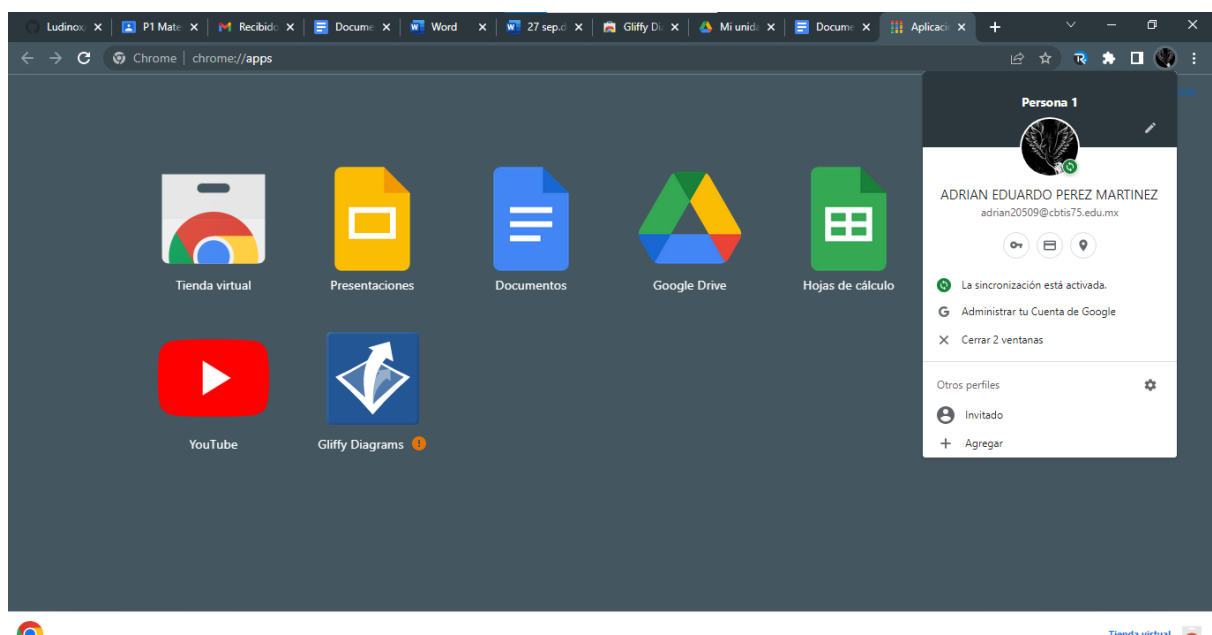 Ludinox
P1 Mate
Recibido
Docume
Word
27 sep.d
Gliffy Di
Mi unida
Docume
Aplicacio
Chrome | chrome://apps
Persona 1
ADRIAN EDUARDO PEREZ MARTINEZ
adrian20509@cbtis75.edu.mx
La sincronización está activada.
Administrar tu Cuenta de Google
Cerrar 2 ventanas
Otros perfiles
Invitado
Agregar
Tienda virtual
Presentaciones
Documentos
Google Drive
Hojas de cálculo
YouTube
Gliffy Diagrams
Tienda virtual